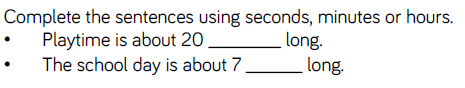 Complete the sentences using seconds, minutes or hours.
• Playtime is about 20 ________ long.
• The school day is about 7 ______ long.